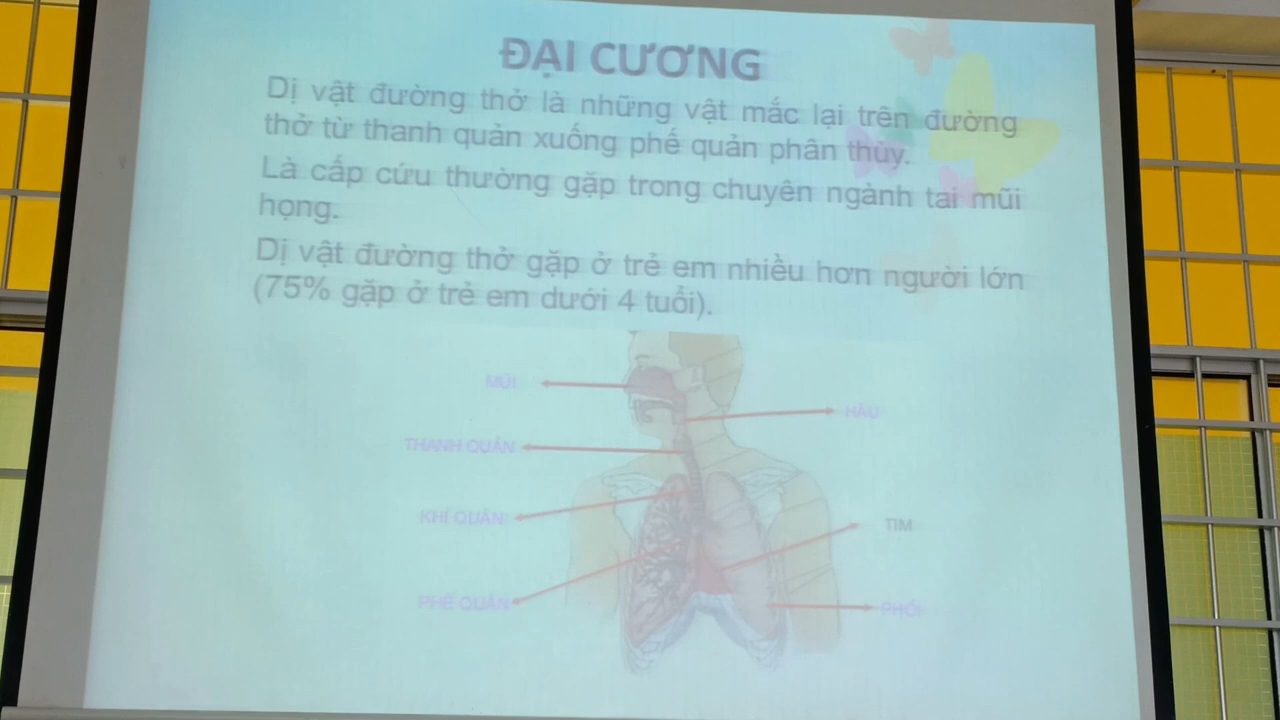 ĐẠI CƯƠNG
Dị vật đường thở là những vật mắc lại trên đường
thở từ thanh quản xuống phế quản phân thùy.
Là cấp cứu thường gặp trong chuyên ngành tai mũi
họng.
Dị vật đường thở gặp ở trẻ em nhiều hơn người lớn
(75% gặp ở trẻ em dưới 4 tuổi).
MŨI
HẦU
THANH QUẢN
KHÍ QUẢN
TIM
PHẾ QUẢN
PHỔI